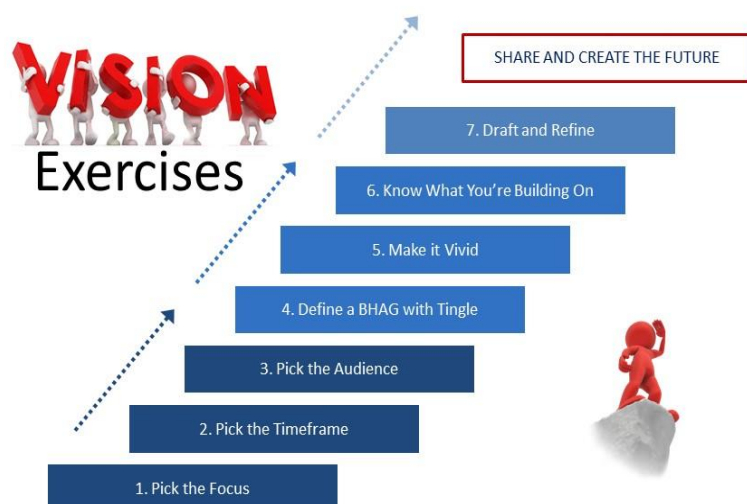 VISION
Exercises
SHARE AND CREATE THE FUTURE
7. Draft and Refine
6. Know What You're Building On
5. Make it Vivid
4. Define a BHAG with Tingle
3. Pick the Audience
2. Pick the Timeframe
1. Pick the Focus